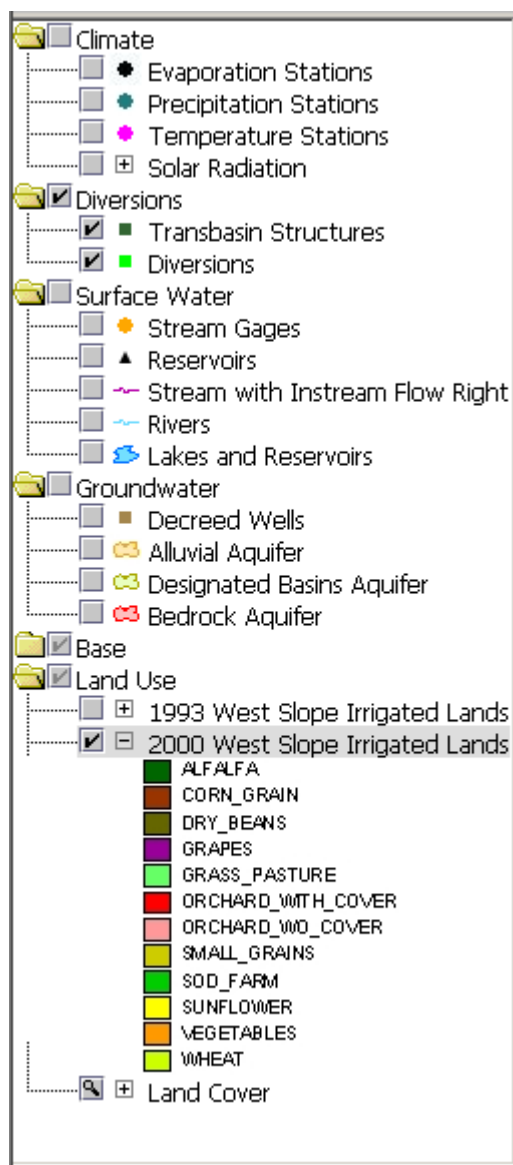 Climate
Evaporation Stations
Precipitation Stations
Temperature Stations
Solar Radiation
Diversions
Transbasin Structures
Diversions
Surface Water
Stream Gages
Reservoirs
Stream with Instream Flow Right
Rivers
Lakes and Reservoirs
Groundwater
Decreed Wells
Alluvial Aquifer
Designated Basins Aquifer
Bedrock Aquifer
Base
Land Use
1993 West Slope Irrigated Lands
2000 West Slope Irrigated Lands
ALFALFA
CORN_GRAIN
DRY_BEANS
GRAPES
GRASS_PASTURE
ORCHARD_WITH_COVER
ORCHARD_WO_COVER
SMALL_GRAINS
SOD_FARM
SUNFLOWER
VEGETABLES
WHEAT
Land Cover